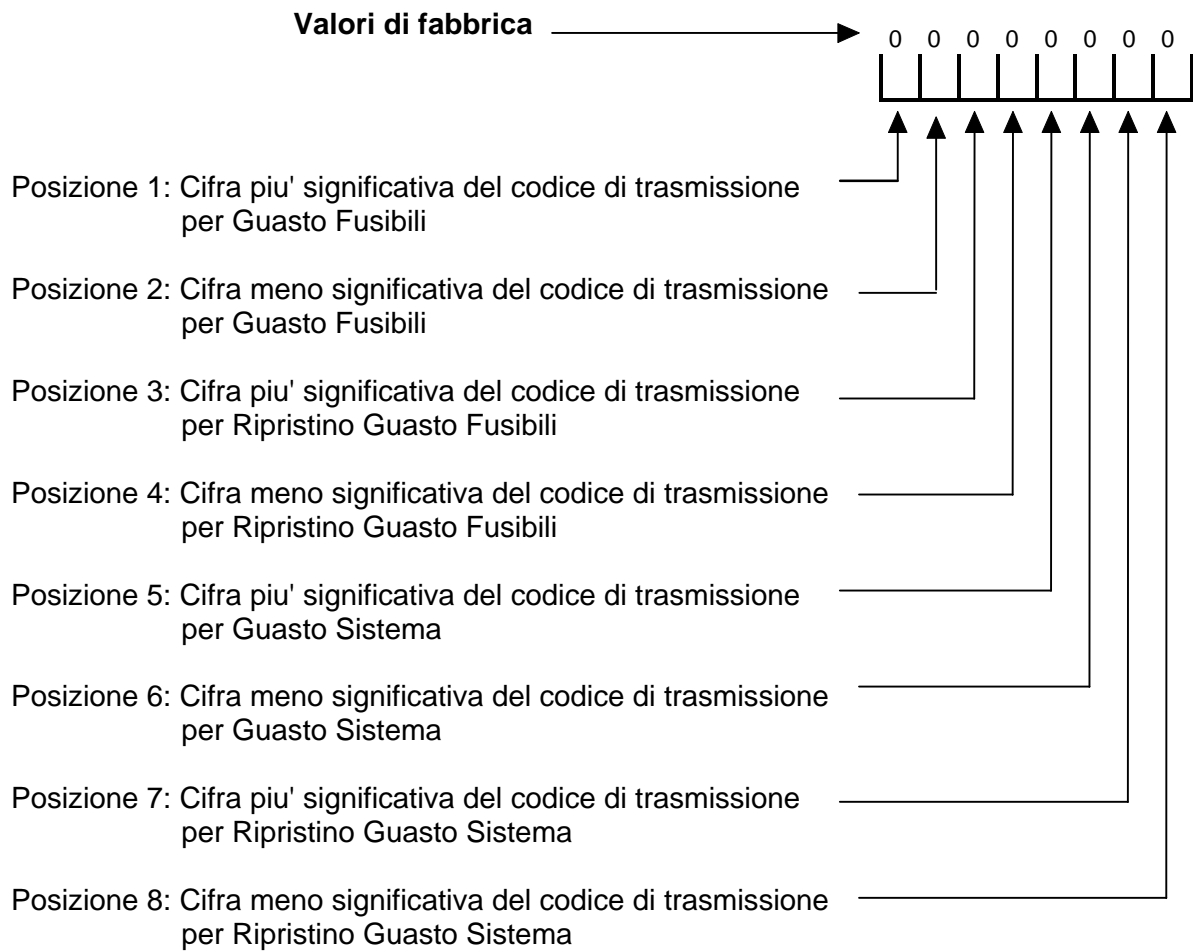 Valori di fabbrica
0 0 0 0 0 0 0 0
Posizione 1: Cifra piu' significativa del codice di trasmissione
per Guasto Fusibili
Posizione 2: Cifra meno significativa del codice di trasmissione
per Guasto Fusibili
Posizione 3: Cifra piu' significativa del codice di trasmissione
per Ripristino Guasto Fusibili
Posizione 4: Cifra meno significativa del codice di trasmissione
per Ripristino Guasto Fusibili
Posizione 5: Cifra piu' significativa del codice di trasmissione
per Guasto Sistema
Posizione 6: Cifra meno significativa del codice di trasmissione
per Guasto Sistema
Posizione 7: Cifra piu' significativa del codice di trasmissione
per Ripristino Guasto Sistema
Posizione 8: Cifra meno significativa del codice di trasmissione
per Ripristino Guasto Sistema